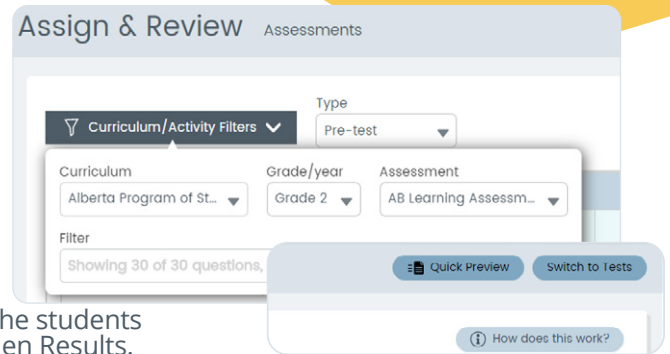 Assign & Review Assessments
Type
Curriculum/Activity Filters
Pre-test
Curriculum Grade/year Assessment
Alberta Program of St... Grade 2 AB Learning Assessm...
Filter
Showing 30 of 30 questions,
Quick Preview Switch to Tests
How does this work?
students
Results.